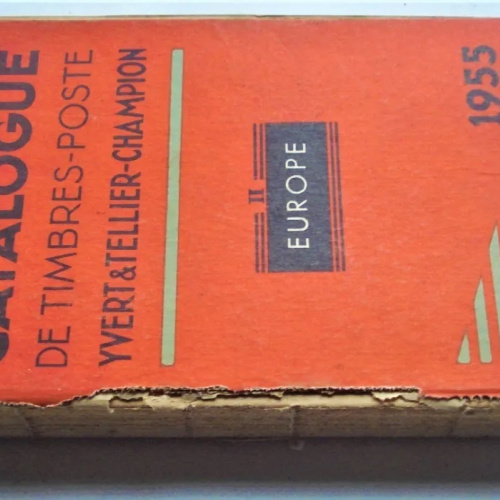 CATALOGUE
DE TIMBRES-POSTE
YVERT & TELLIER-CHAMPION
II
EUROPE
1955